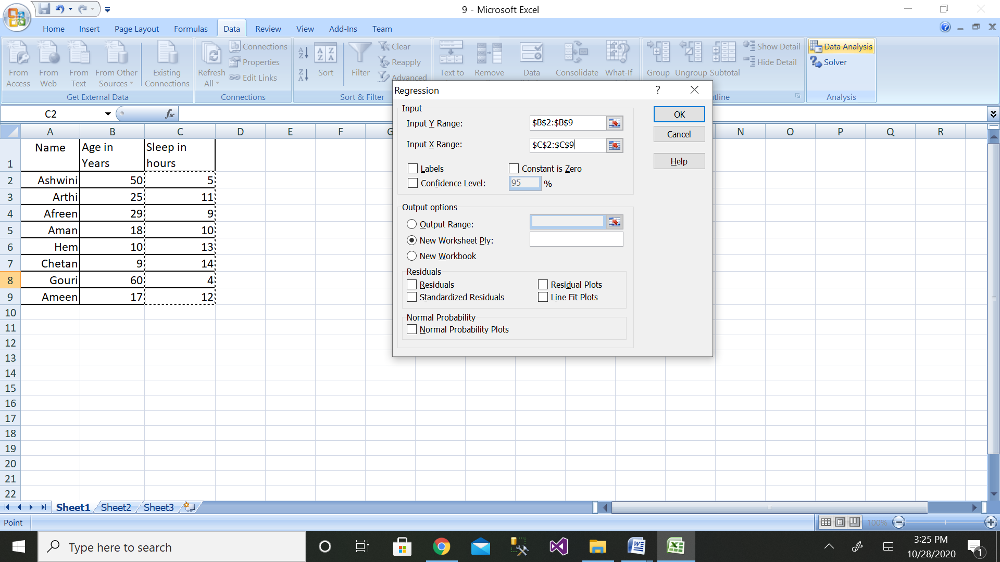 9 - Microsoft Excel
Home Insert Page Layout Formulas Data Review View Add-Ins Team
From Access
From Web
From Text
From Other Sources
Existing Connections
Get External Data
Refresh All
Connections
Properties
Edit Links
Connections
Sort
Filter
Clear
Reapply
Advanced
Sort & Filter
Text to
Remove
Data
Consolidate
What-If
Group
Ungroup
Subtotal
Show Detail
Hide Detail
tline
Data Analysis
Solver
Analysis
C2
fx
A B C D E F G N O P Q R
1 Name Age in Years Sleep in hours
2 Ashwini 50 5
3 Arthi 25 11
4 Afreen 29 9
5 Aman 18 10
6 Hem 10 13
7 Chetan 9 14
8 Gouri 60 4
9 Ameen 17 12
10
11
12
13
14
15
16
17
18
19
20
21
22
Regression ?
Input
Input Y Range: $B$2:$B$9
Input X Range: $C$2:$C$9
Labels Constant is Zero
Confidence Level: 95 %
OK
Cancel
Help
Output options
Output Range:
New Worksheet Ply:
New Workbook
Residuals
Residuals Residual Plots
Standardized Residuals Line Fit Plots
Normal Probability
Normal Probability Plots
Sheet1 Sheet2 Sheet3
Point
100%
Type here to search
3:25 PM
10/28/2020
1